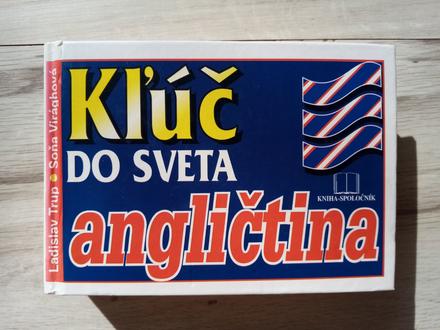 Ladislav Trup • Soňa Virághová
Kľúč
DO SVETA
KNIHA-SPOLOČNÍK
angličtina